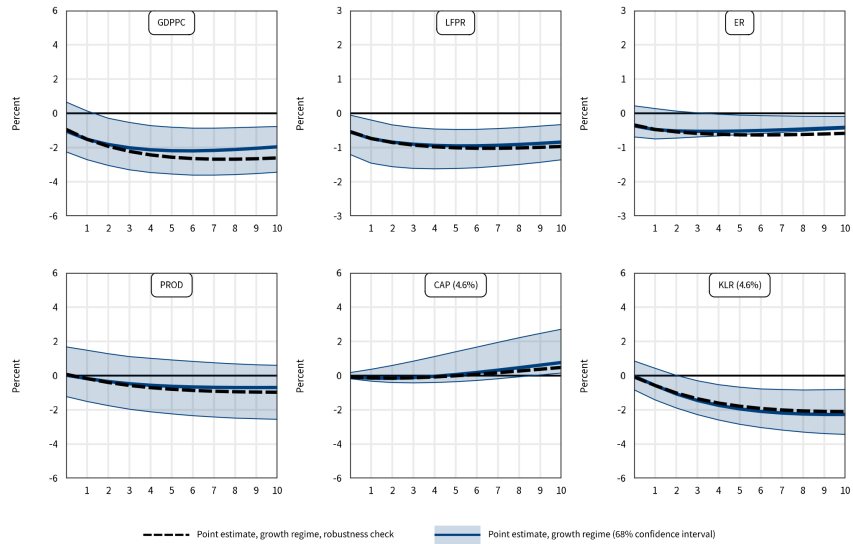 GDPPC
LFPR
ER
6
4
2
0
-2
-4
-6
Percent
1 2 3 4 5 6 7 8 9 10
3
2
1
0
-1
-2
-3
Percent
1 2 3 4 5 6 7 8 9 10
3
2
1
0
-1
-2
-3
Percent
1 2 3 4 5 6 7 8 9 10
PROD
CAP (4.6%)
KLR (4.6%)
6
4
2
0
-2
-4
-6
Percent
1 2 3 4 5 6 7 8 9 10
6
4
2
0
-2
-4
-6
Percent
1 2 3 4 5 6 7 8 9 10
6
4
2
0
-2
-4
-6
Percent
1 2 3 4 5 6 7 8 9 10
Point estimate, growth regime, robustness check
Point estimate, growth regime (68% confidence interval)